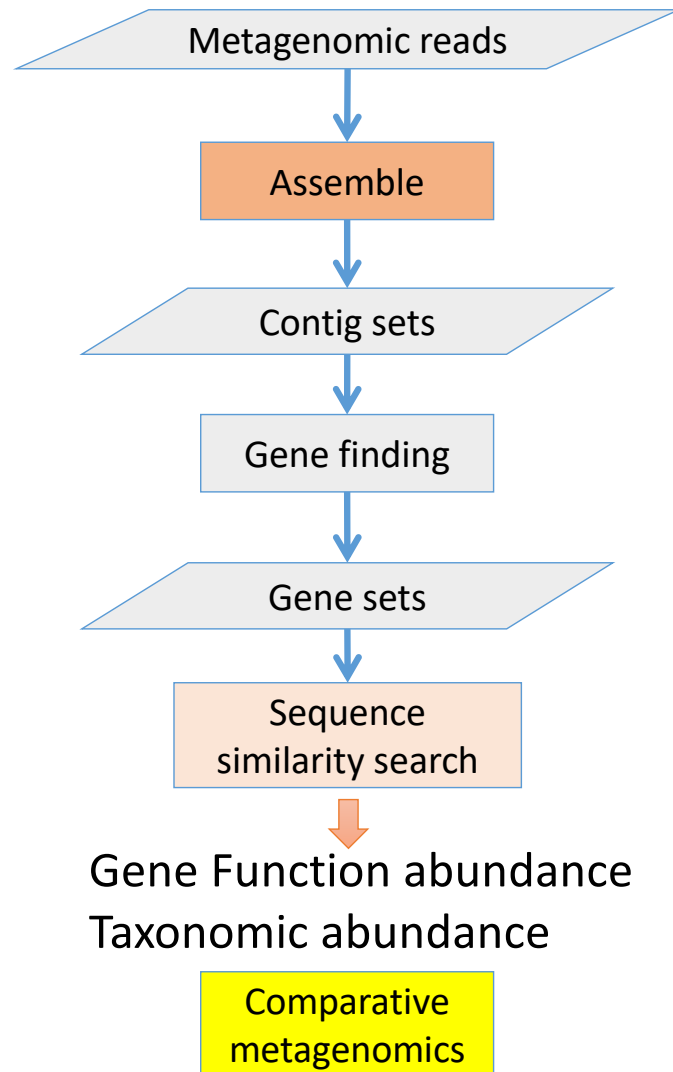 Metagenomic reads
Assemble
Contig sets
Gene finding
Gene sets
Sequence
similarity search
Gene Function abundance
Taxonomic abundance
Comparative
metagenomics